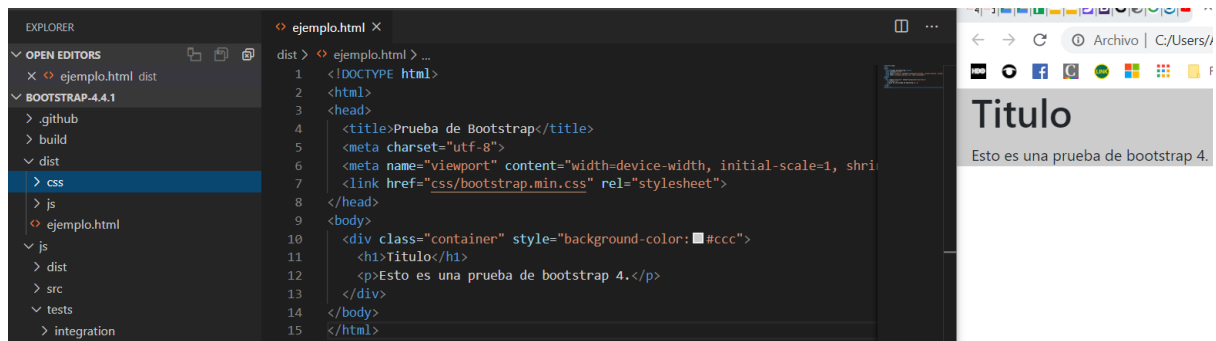 EXPLORER
OPEN EDITORS
ejemplo.html dist
BOOTSTRAP-4.4.1
.github
build
dist
css
js
ejemplo.html
js
dist
src
tests
integration
ejemplo.html
dist > ejemplo.html > ...
1 <!DOCTYPE html>
2 <html>
3 <head>
4 <title>Prueba de Bootstrap</title>
5 <meta charset="utf-8">
6 <meta name="viewport" content="width=device-width, initial-scale=1, shri
7 <link href="css/bootstrap.min.css" rel="stylesheet">
8 </head>
9 <body>
10 <div class="container" style="background-color:#ccc">
11 <h1>Titulo</h1>
12 <p>Esto es una prueba de bootstrap 4.</p>
13 </div>
14 </body>
15 </html>
Archivo | C:/Users/
HBO
LINK
Titulo
Esto es una prueba de bootstrap 4.